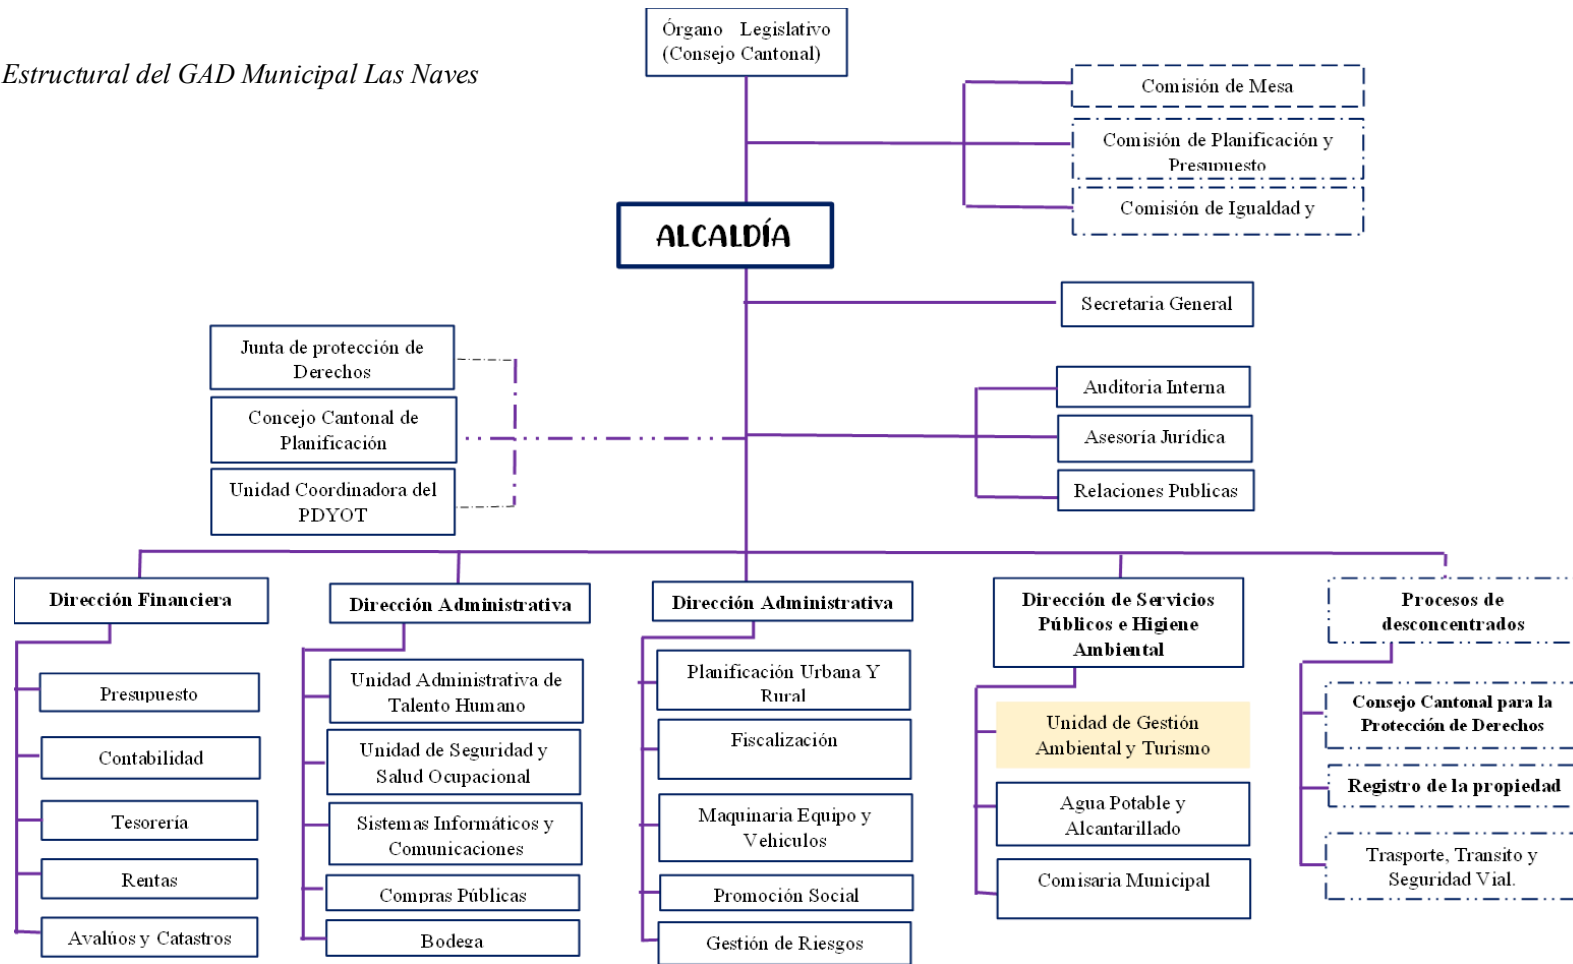 Órgano Legislativo
(Consejo Cantonal)
Estructural del GAD Municipal Las Naves
Comisión de Mesa
Comisión de Planificación y
Presupuesto
Comisión de Igualdad y
ALCALDÍA
Secretaria General
Junta de protección de
Derechos
Concejo Cantonal de
Planificación
Unidad Coordinadora del
PDYOT
Auditoria Interna
Asesoría Jurídica
Relaciones Publicas
Dirección Financiera
Presupuesto
Contabilidad
Tesorería
Rentas
Avalúos y Catastros
Dirección Administrativa
Unidad Administrativa de
Talento Humano
Unidad de Seguridad y
Salud Ocupacional
Sistemas Informáticos y
Comunicaciones
Compras Públicas
Bodega
Dirección Administrativa
Planificación Urbana Y
Rural
Fiscalización
Maquinaria Equipo y
Vehiculos
Promoción Social
Gestión de Riesgos
Dirección de Servicios
Públicos e Higiene
Ambiental
Unidad de Gestión
Ambiental y Turismo
Agua Potable y
Alcantarillado
Comisaria Municipal
Procesos de
desconcentrados
Consejo Cantonal para la
Protección de Derechos
Registro de la propiedad
Trasporte, Transito y
Seguridad Vial.